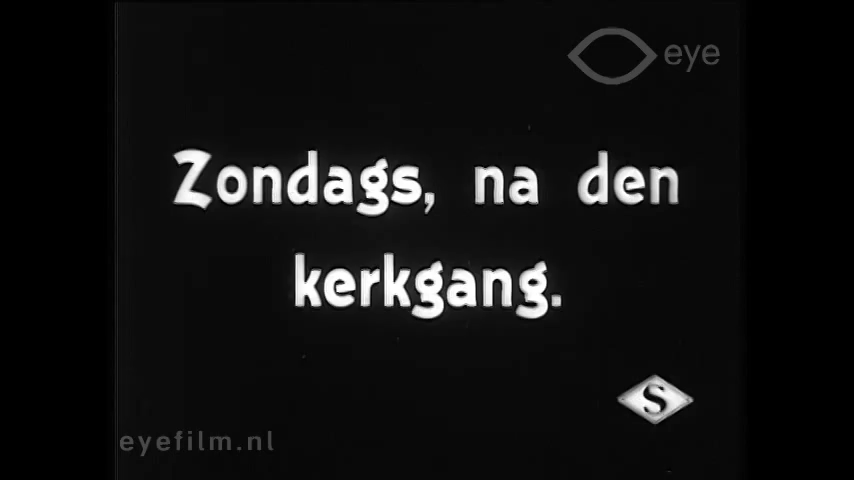 eye
Zondags, na den
kerkgang.
S
eyefilm.nl